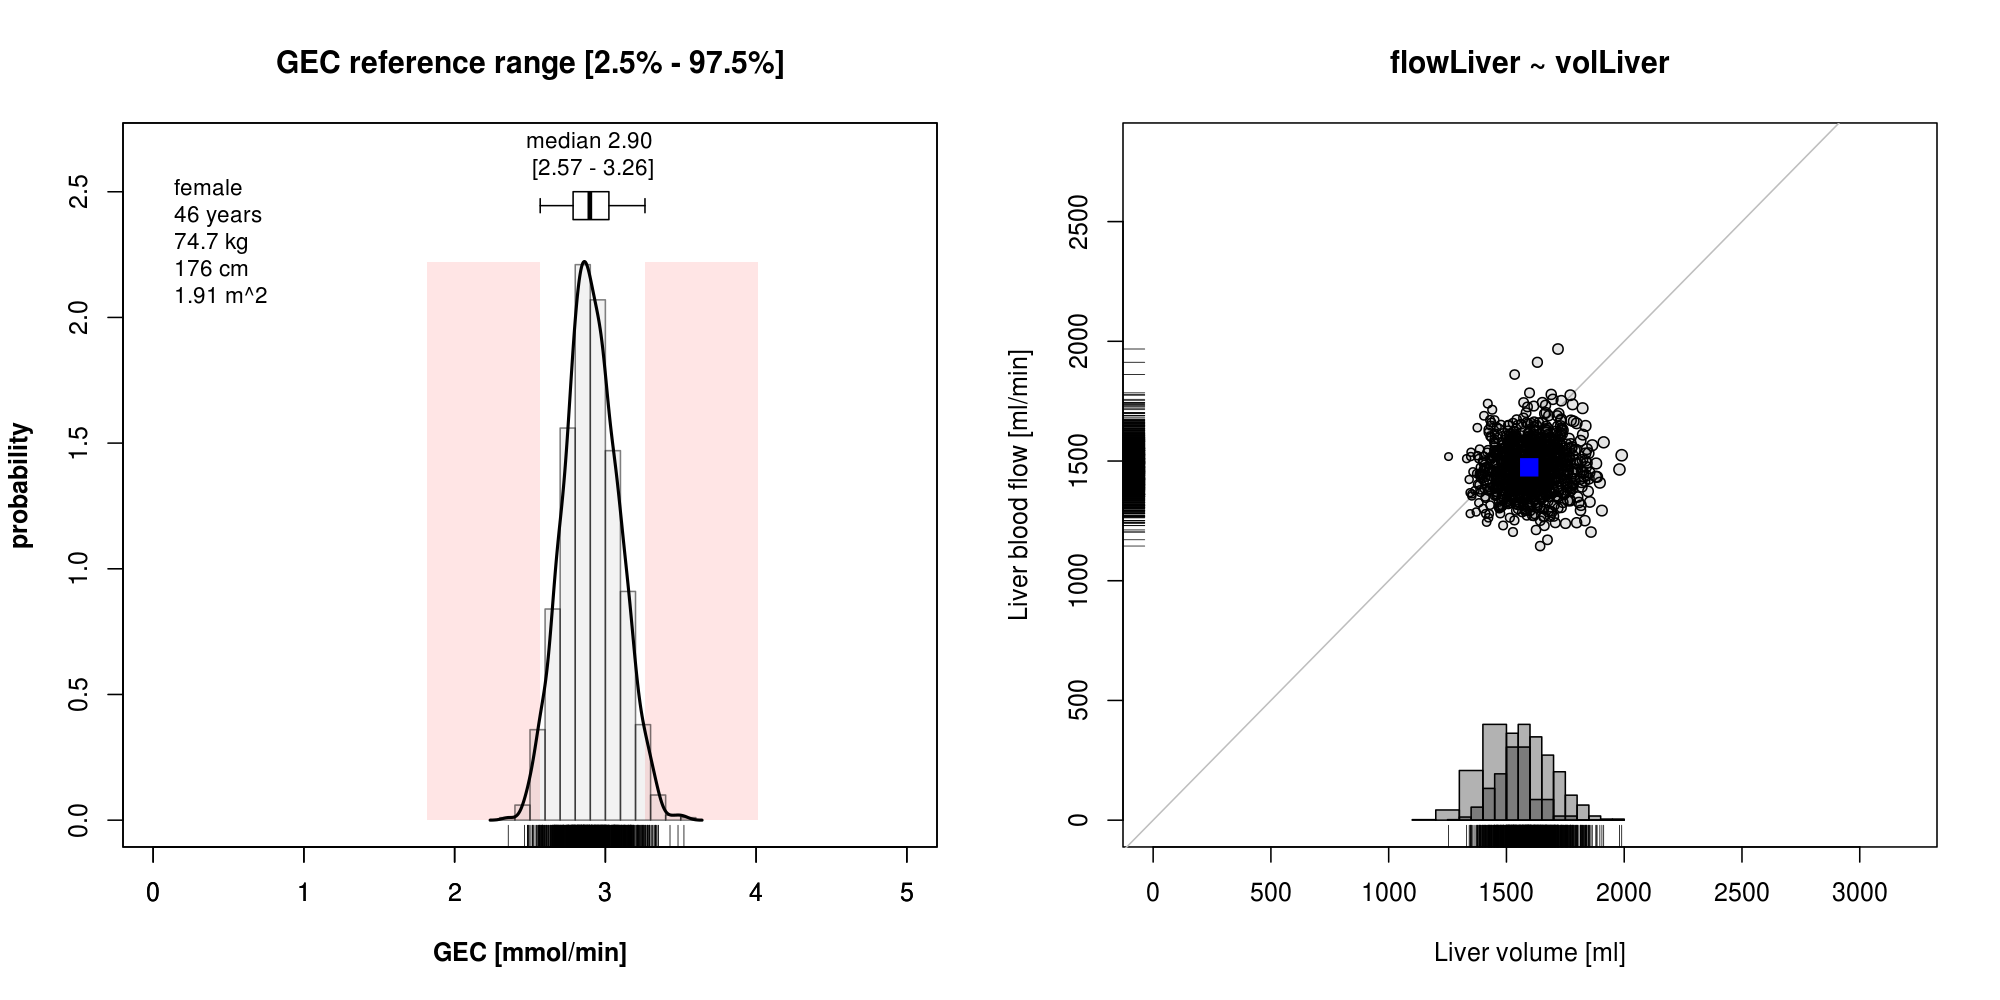 GEC reference range [2.5% - 97.5%]
median 2.90
[2.57 - 3.26]
female
46 years
74.7 kg
176 cm
1.91 m^2
probability
0.0
0.5
1.0
1.5
2.0
2.5
0 1 2 3 4 5
GEC [mmol/min]
flowLiver ~ volLiver
Liver blood flow [ml/min]
0
500
1000
1500
2000
2500
0 500 1000 1500 2000 2500 3000
Liver volume [ml]